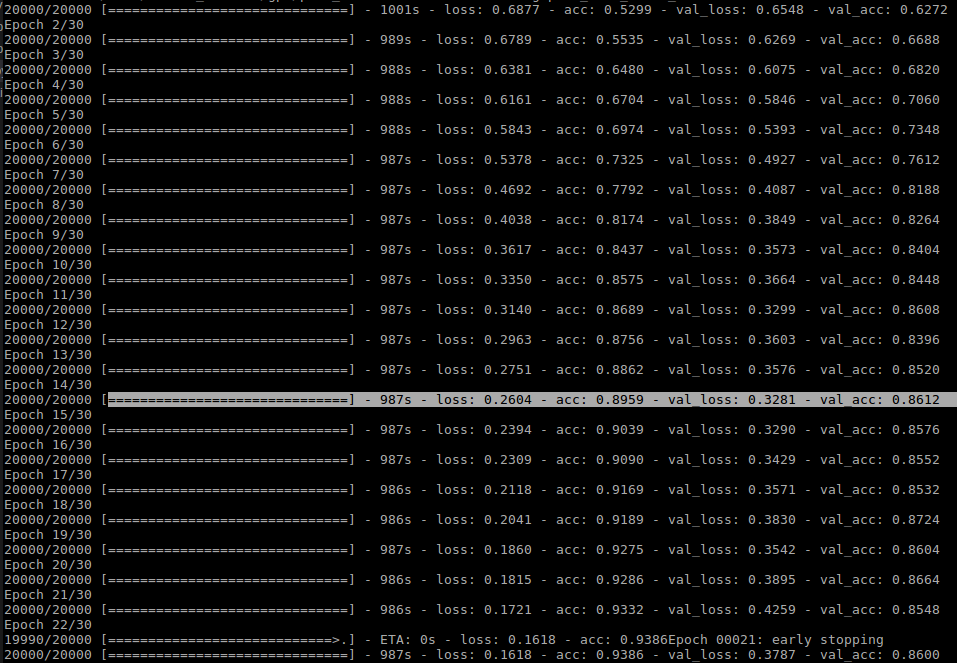 20000/20000 [==============================] - 1001s - loss: 0.6877 - acc: 0.5299 - val_loss: 0.6548 - val_acc: 0.6272
Epoch 2/30
20000/20000 [==============================] - 989s - loss: 0.6789 - acc: 0.5535 - val_loss: 0.6269 - val_acc: 0.6688
Epoch 3/30
20000/20000 [==============================] - 988s - loss: 0.6381 - acc: 0.6480 - val_loss: 0.6075 - val_acc: 0.6820
Epoch 4/30
20000/20000 [==============================] - 988s - loss: 0.6161 - acc: 0.6704 - val_loss: 0.5846 - val_acc: 0.7060
Epoch 5/30
20000/20000 [==============================] - 988s - loss: 0.5843 - acc: 0.6974 - val_loss: 0.5393 - val_acc: 0.7348
Epoch 6/30
20000/20000 [==============================] - 987s - loss: 0.5378 - acc: 0.7325 - val_loss: 0.4927 - val_acc: 0.7612
Epoch 7/30
20000/20000 [==============================] - 987s - loss: 0.4692 - acc: 0.7792 - val_loss: 0.4087 - val_acc: 0.8188
Epoch 8/30
20000/20000 [==============================] - 987s - loss: 0.4038 - acc: 0.8174 - val_loss: 0.3849 - val_acc: 0.8264
Epoch 9/30
20000/20000 [==============================] - 987s - loss: 0.3617 - acc: 0.8437 - val_loss: 0.3573 - val_acc: 0.8404
Epoch 10/30
20000/20000 [==============================] - 987s - loss: 0.3350 - acc: 0.8575 - val_loss: 0.3664 - val_acc: 0.8448
Epoch 11/30
20000/20000 [==============================] - 987s - loss: 0.3140 - acc: 0.8689 - val_loss: 0.3299 - val_acc: 0.8608
Epoch 12/30
20000/20000 [==============================] - 987s - loss: 0.2963 - acc: 0.8756 - val_loss: 0.3603 - val_acc: 0.8396
Epoch 13/30
20000/20000 [==============================] - 987s - loss: 0.2751 - acc: 0.8862 - val_loss: 0.3576 - val_acc: 0.8520
Epoch 14/30
20000/20000 [==============================] - 987s - loss: 0.2604 - acc: 0.8959 - val_loss: 0.3281 - val_acc: 0.8612
Epoch 15/30
20000/20000 [==============================] - 987s - loss: 0.2394 - acc: 0.9039 - val_loss: 0.3290 - val_acc: 0.8576
Epoch 16/30
20000/20000 [==============================] - 987s - loss: 0.2309 - acc: 0.9090 - val_loss: 0.3429 - val_acc: 0.8552
Epoch 17/30
20000/20000 [==============================] - 986s - loss: 0.2118 - acc: 0.9169 - val_loss: 0.3571 - val_acc: 0.8532
Epoch 18/30
20000/20000 [==============================] - 986s - loss: 0.2041 - acc: 0.9189 - val_loss: 0.3830 - val_acc: 0.8724
Epoch 19/30
20000/20000 [==============================] - 987s - loss: 0.1860 - acc: 0.9275 - val_loss: 0.3542 - val_acc: 0.8604
Epoch 20/30
20000/20000 [==============================] - 986s - loss: 0.1815 - acc: 0.9286 - val_loss: 0.3895 - val_acc: 0.8664
Epoch 21/30
20000/20000 [==============================] - 986s - loss: 0.1721 - acc: 0.9332 - val_loss: 0.4259 - val_acc: 0.8548
Epoch 22/30
19990/20000 [============================>.] - ETA: 0s - loss: 0.1618 - acc: 0.9386Epoch 00021: early stopping
20000/20000 [==============================] - 987s - loss: 0.1618 - acc: 0.9386 - val_loss: 0.3787 - val_acc: 0.8600